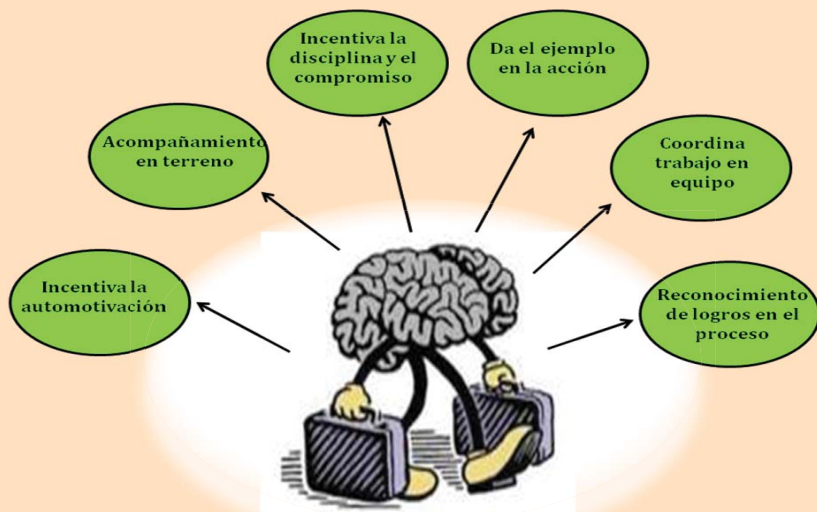 Incentiva la
automotivación
Acompañamiento
en terreno
Incentiva la
disciplina y el
compromiso
Da el ejemplo
en la acción
Coordina
trabajo en
equipo
Reconocimiento
de logros en el
proceso